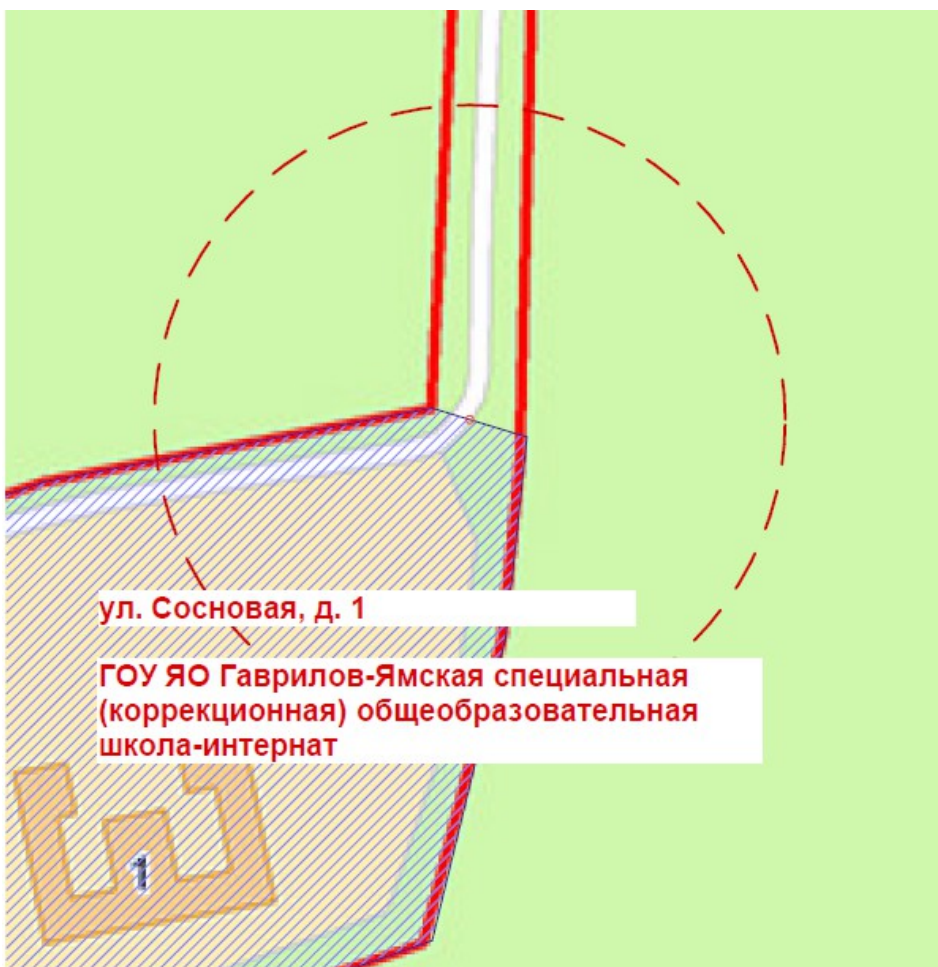 ул. Сосновая, д. 1
ГОУ ЯО Гаврилов-Ямская специальная
(коррекционная) общеобразовательная
школа-интернат
1